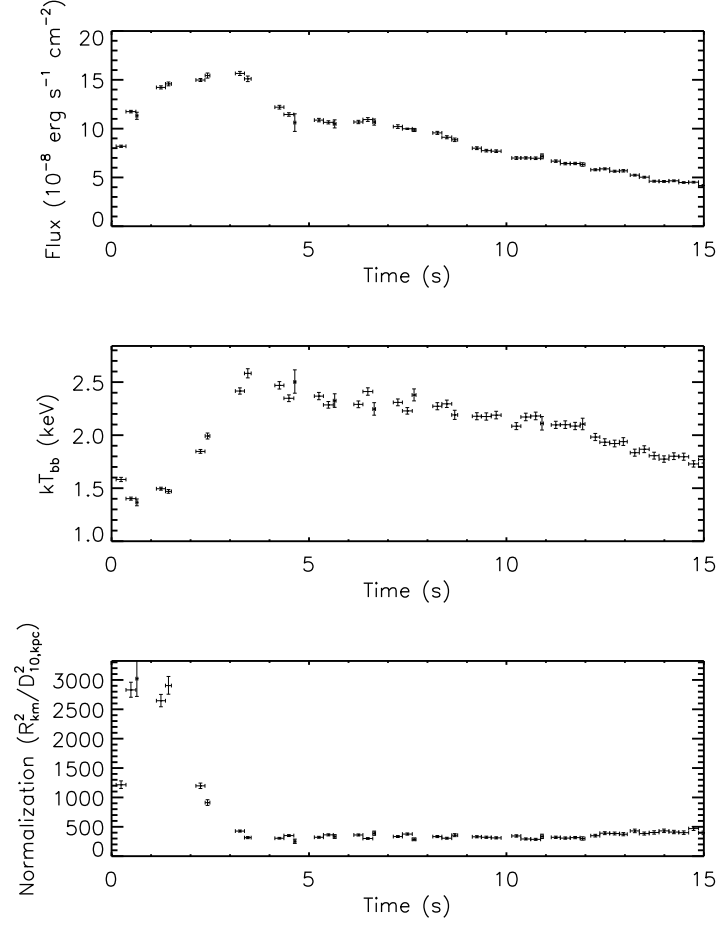 20
15
10
5
0
Flux (10⁻⁸ erg s⁻¹ cm⁻²)
0 5 10 15
Time (s)
2.5
2.0
1.5
1.0
kT_bb (keV)
0 5 10 15
Time (s)
3000
2500
2000
1500
1000
500
0
Normalization (R²_km/D²_10,kpc)
0 5 10 15
Time (s)